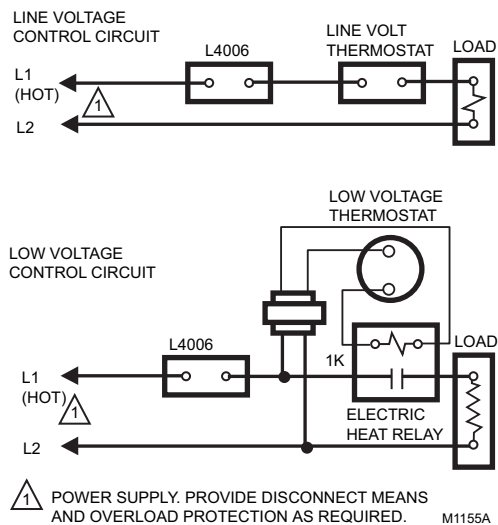 LINE VOLTAGE
CONTROL CIRCUIT
L4006
LINE VOLT
THERMOSTAT
LOAD
L1
(HOT)
1
L2
LOW VOLTAGE
THERMOSTAT
LOW VOLTAGE
CONTROL CIRCUIT
L4006
1K
LOAD
L1
(HOT)
1
ELECTRIC
HEAT RELAY
L2
1 POWER SUPPLY. PROVIDE DISCONNECT MEANS
AND OVERLOAD PROTECTION AS REQUIRED.
M1155A